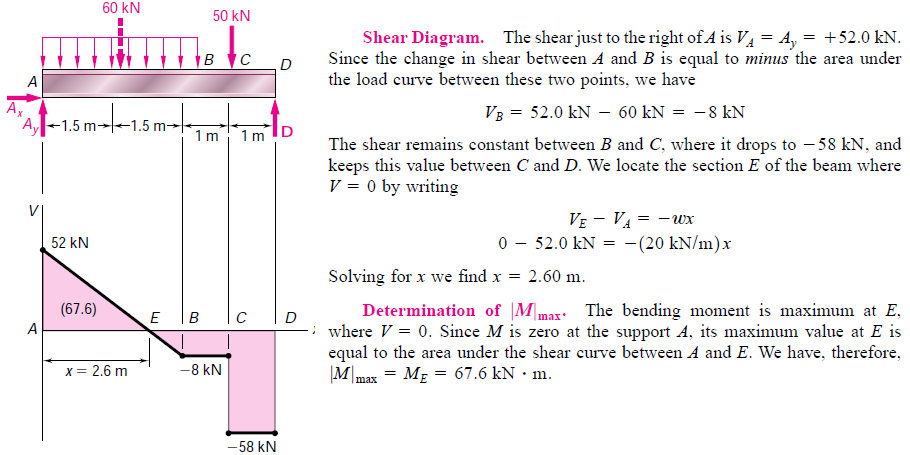 60 kN
50 kN
B C D
A
Ax
Ay
1.5 m 1.5 m
1 m 1 m D
V
52 kN
(67.6)
E B C D
A
x = 2.6 m
−8 kN
−58 kN
Shear Diagram. The shear just to the right of A is V_A = A_y = +52.0 kN.
Since the change in shear between A and B is equal to minus the area under
the load curve between these two points, we have
V_B = 52.0 kN − 60 kN = −8 kN
The shear remains constant between B and C, where it drops to −58 kN, and
keeps this value between C and D. We locate the section E of the beam where
V = 0 by writing
V_E − V_A = −wx
0 − 52.0 kN = −(20 kN/m)x
Solving for x we find x = 2.60 m.
Determination of |M|max. The bending moment is maximum at E,
where V = 0. Since M is zero at the support A, its maximum value at E is
equal to the area under the shear curve between A and E. We have, therefore,
|M|max = M_E = 67.6 kN · m.